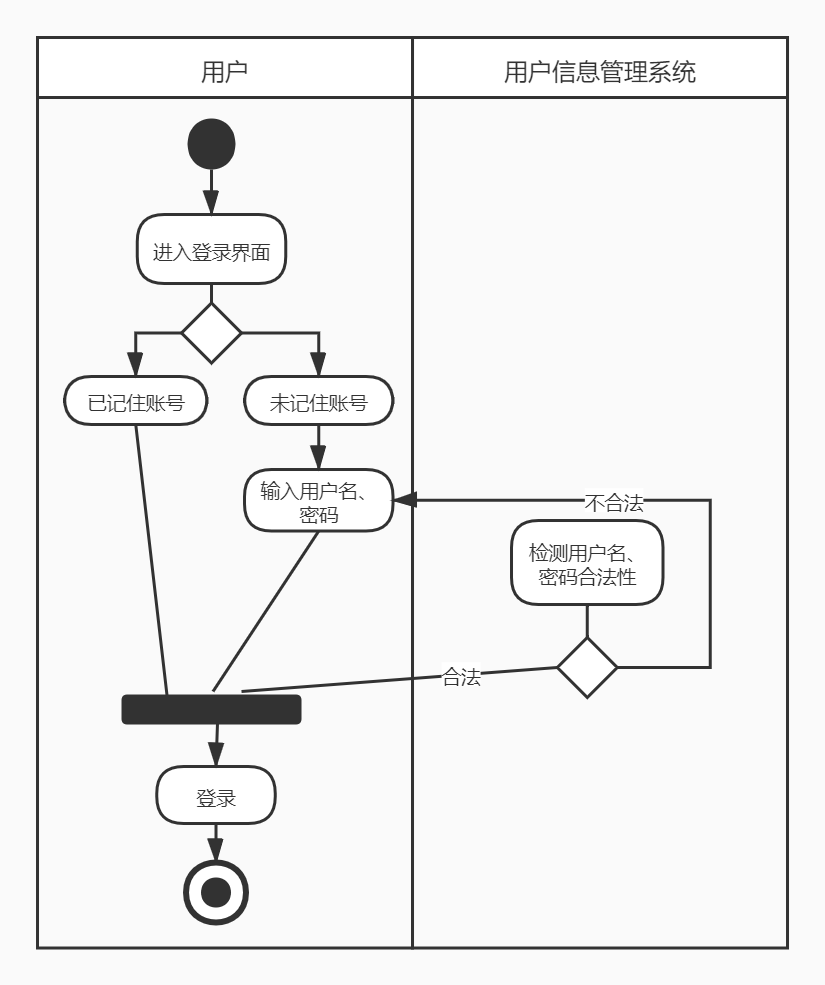 用户
用户信息管理系统
进入登录界面
已记住账号
未记住账号
输入用户名、
密码
不合法
检测用户名、
密码合法性
合法
登录